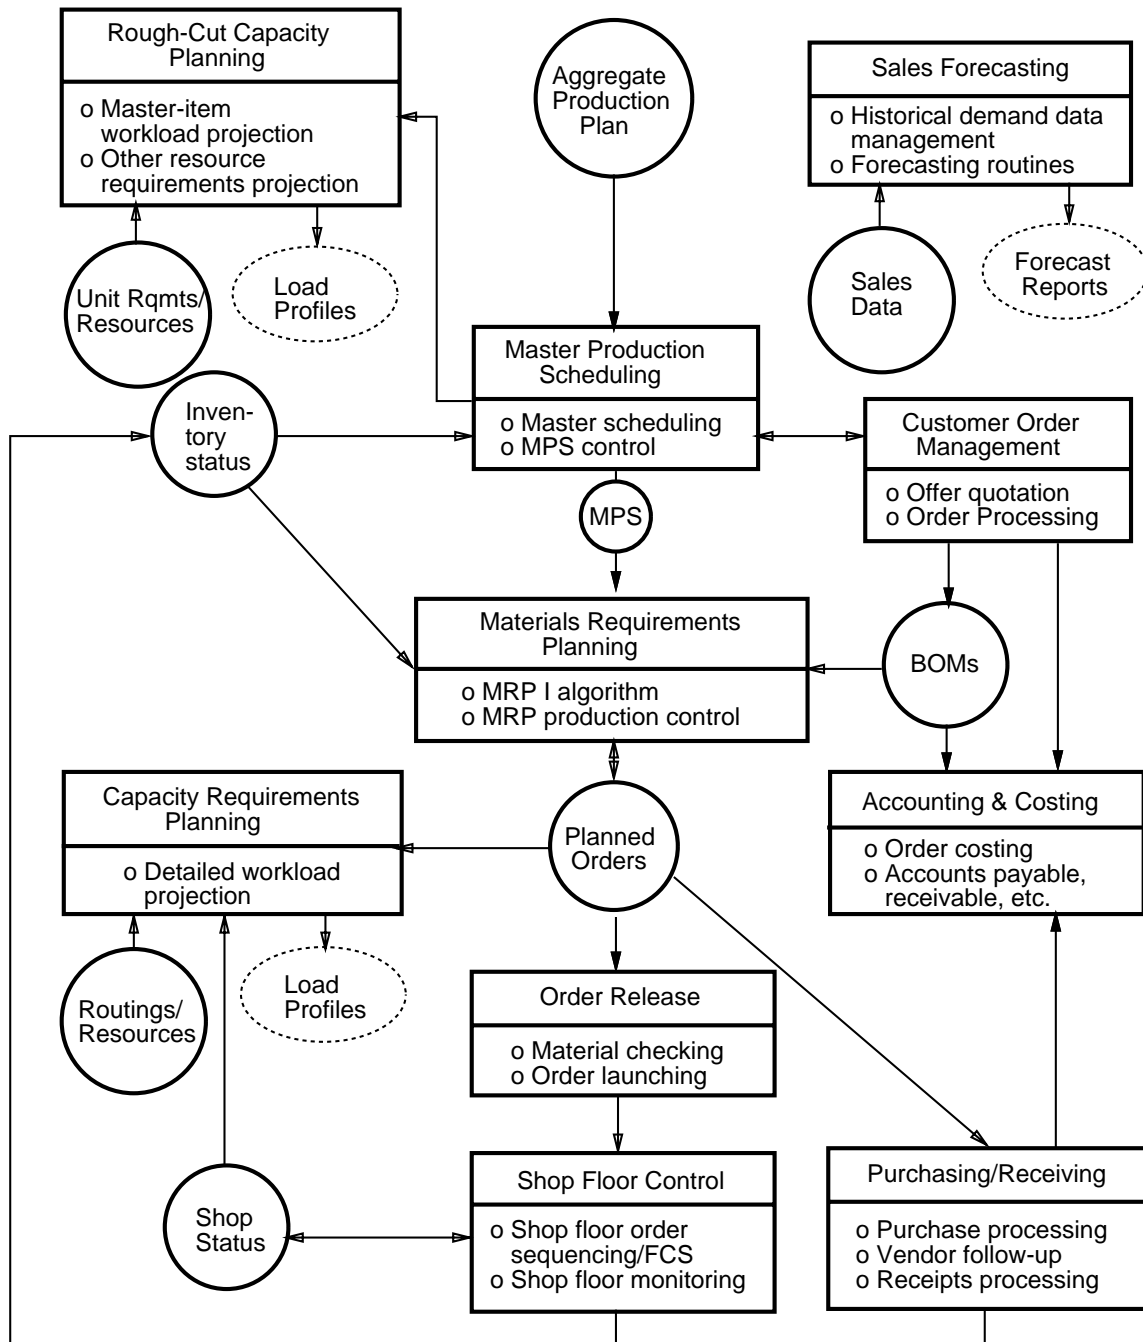 Rough-Cut Capacity
Planning
o Master-item
workload projection
o Other resource
requirements projection
Aggregate
Production
Plan
Sales Forecasting
o Historical demand data
management
o Forecasting routines
Unit Rqmts/
Resources
Load
Profiles
Sales
Data
Forecast
Reports
Master Production
Scheduling
o Master scheduling
o MPS control
Inven-
tory
status
Customer Order
Management
o Offer quotation
o Order Processing
MPS
Materials Requirements
Planning
o MRP I algorithm
o MRP production control
BOMs
Capacity Requirements
Planning
o Detailed workload
projection
Planned
Orders
Accounting & Costing
o Order costing
o Accounts payable,
receivable, etc.
Routings/
Resources
Load
Profiles
Order Release
o Material checking
o Order launching
Shop
Status
Shop Floor Control
o Shop floor order
sequencing/FCS
o Shop floor monitoring
Purchasing/Receiving
o Purchase processing
o Vendor follow-up
o Receipts processing